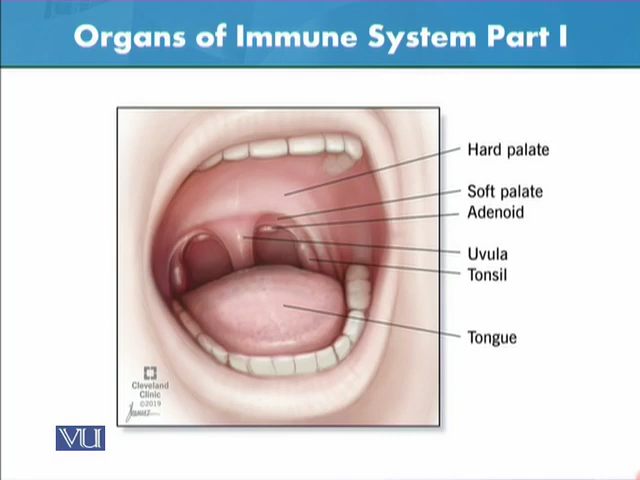 Organs of Immune System Part I
Hard palate
Soft palate
Adenoid
Uvula
Tonsil
Tongue
Cleveland
Clinic
©2019
VU